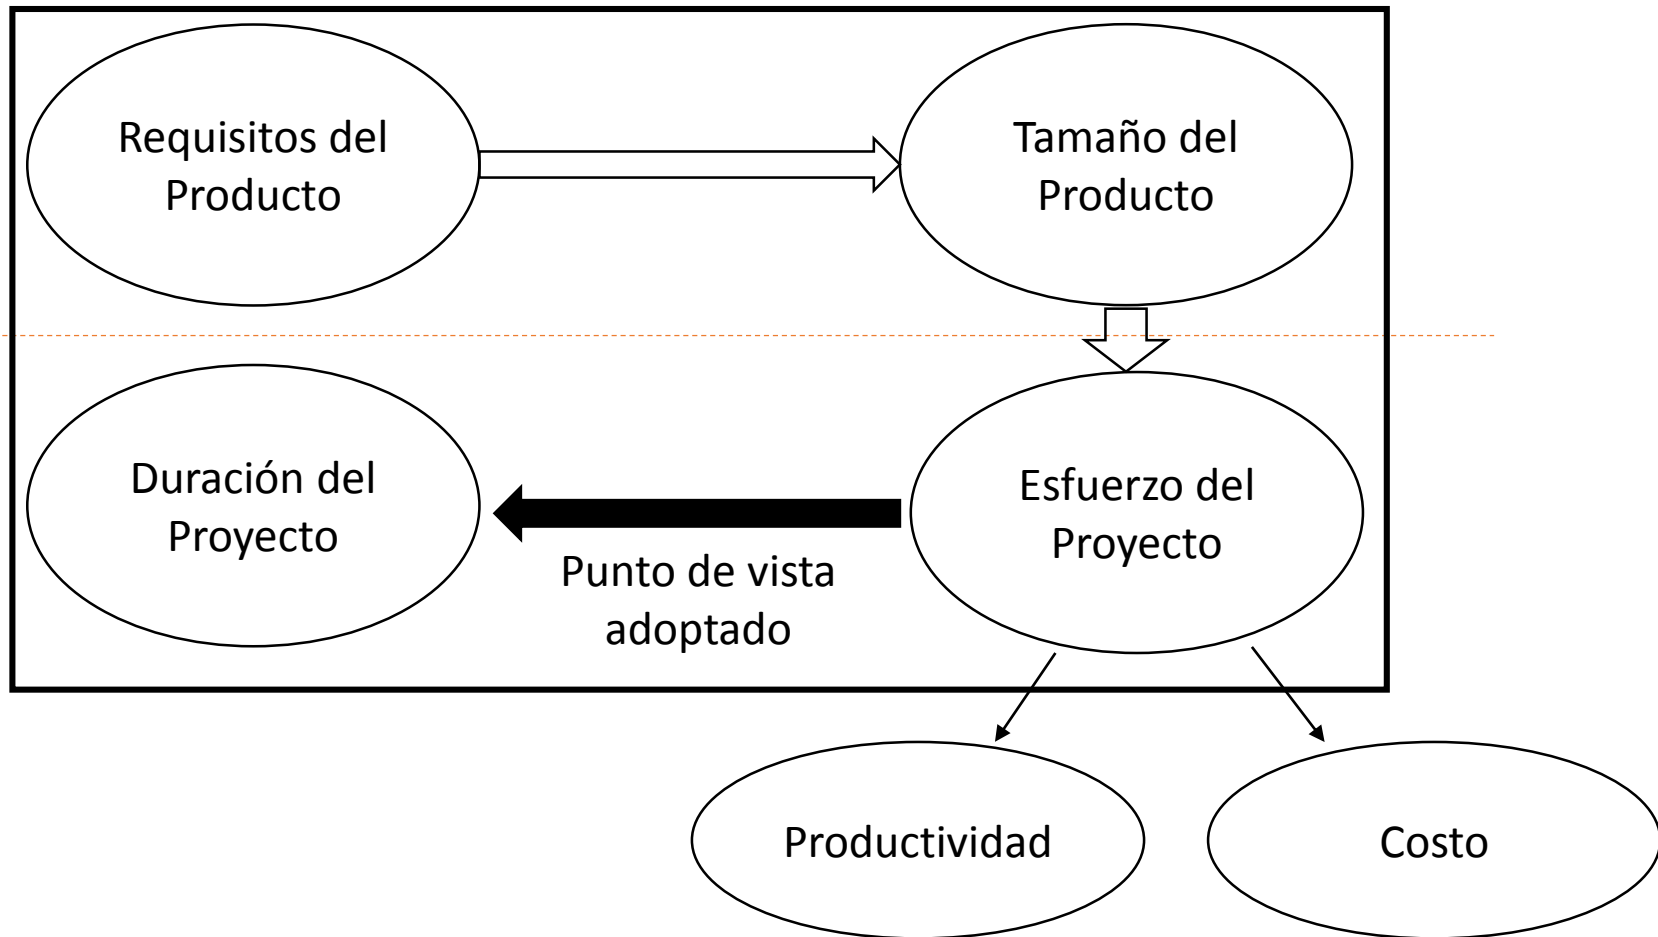 Requisitos del
Producto
Tamaño del
Producto
Duración del
Proyecto
Punto de vista
adoptado
Esfuerzo del
Proyecto
Productividad
Costo